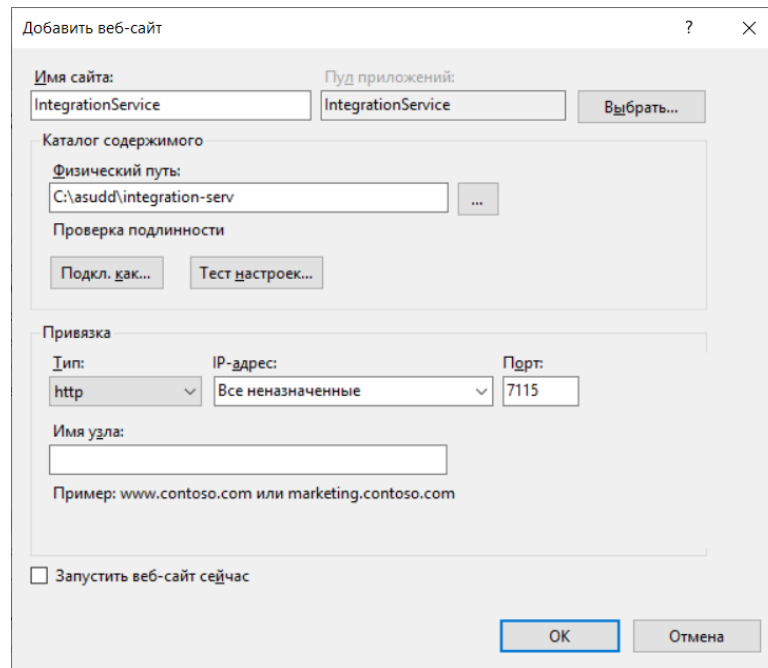 Добавить веб-сайт ?
Имя сайта: Пул приложений:
IntegrationService IntegrationService Выбрать...
Каталог содержимого
Физический путь:
C:\asudd\integration-serv ...
Проверка подлинности
Подкл. как... Тест настроек...
Привязка
Тип: IP-адрес: Порт:
http Все неназначенные 7115
Имя узла:
Пример: www.contoso.com или marketing.contoso.com
Запустить веб-сайт сейчас
OK Отмена